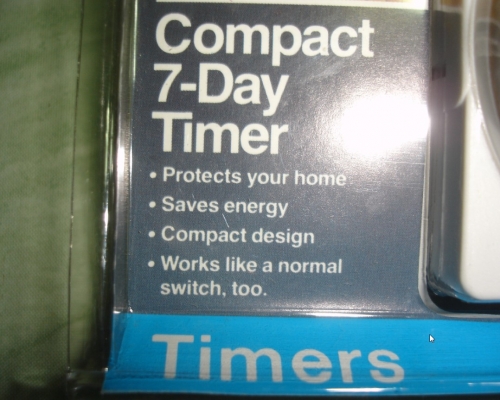 Compact
7-Day
Timer
• Protects your home
• Saves energy
• Compact design
• Works like a normal
switch, too.
Timers